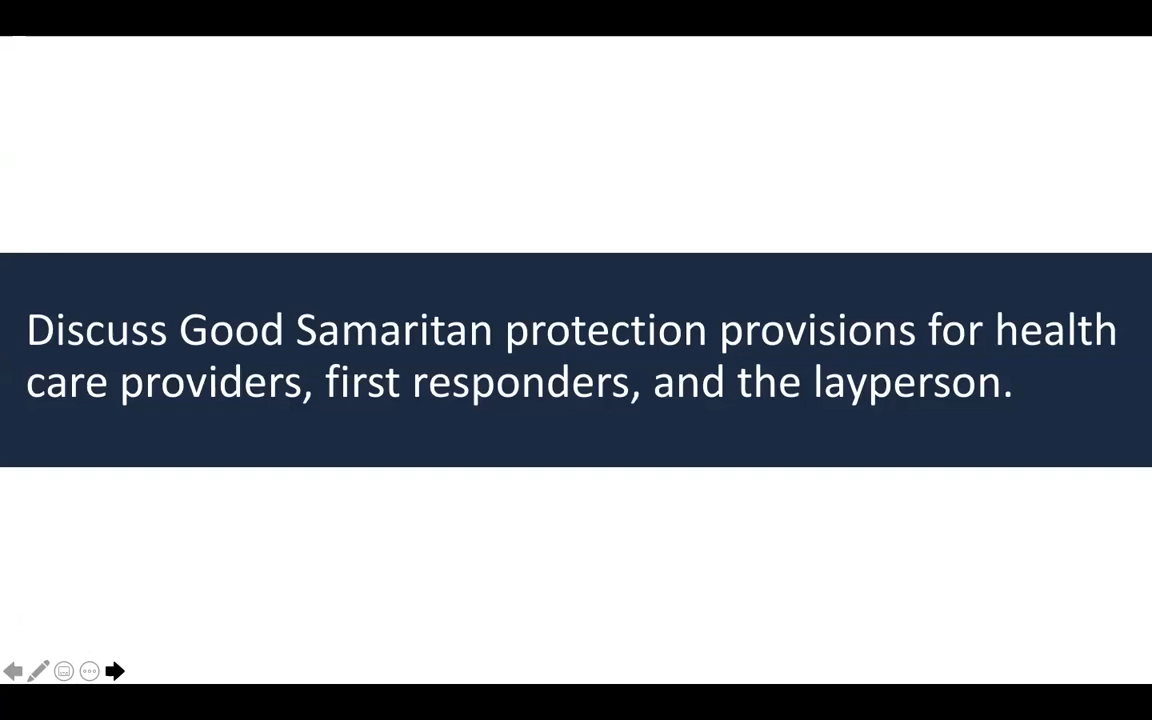 Discuss Good Samaritan protection provisions for health
care providers, first responders, and the layperson.